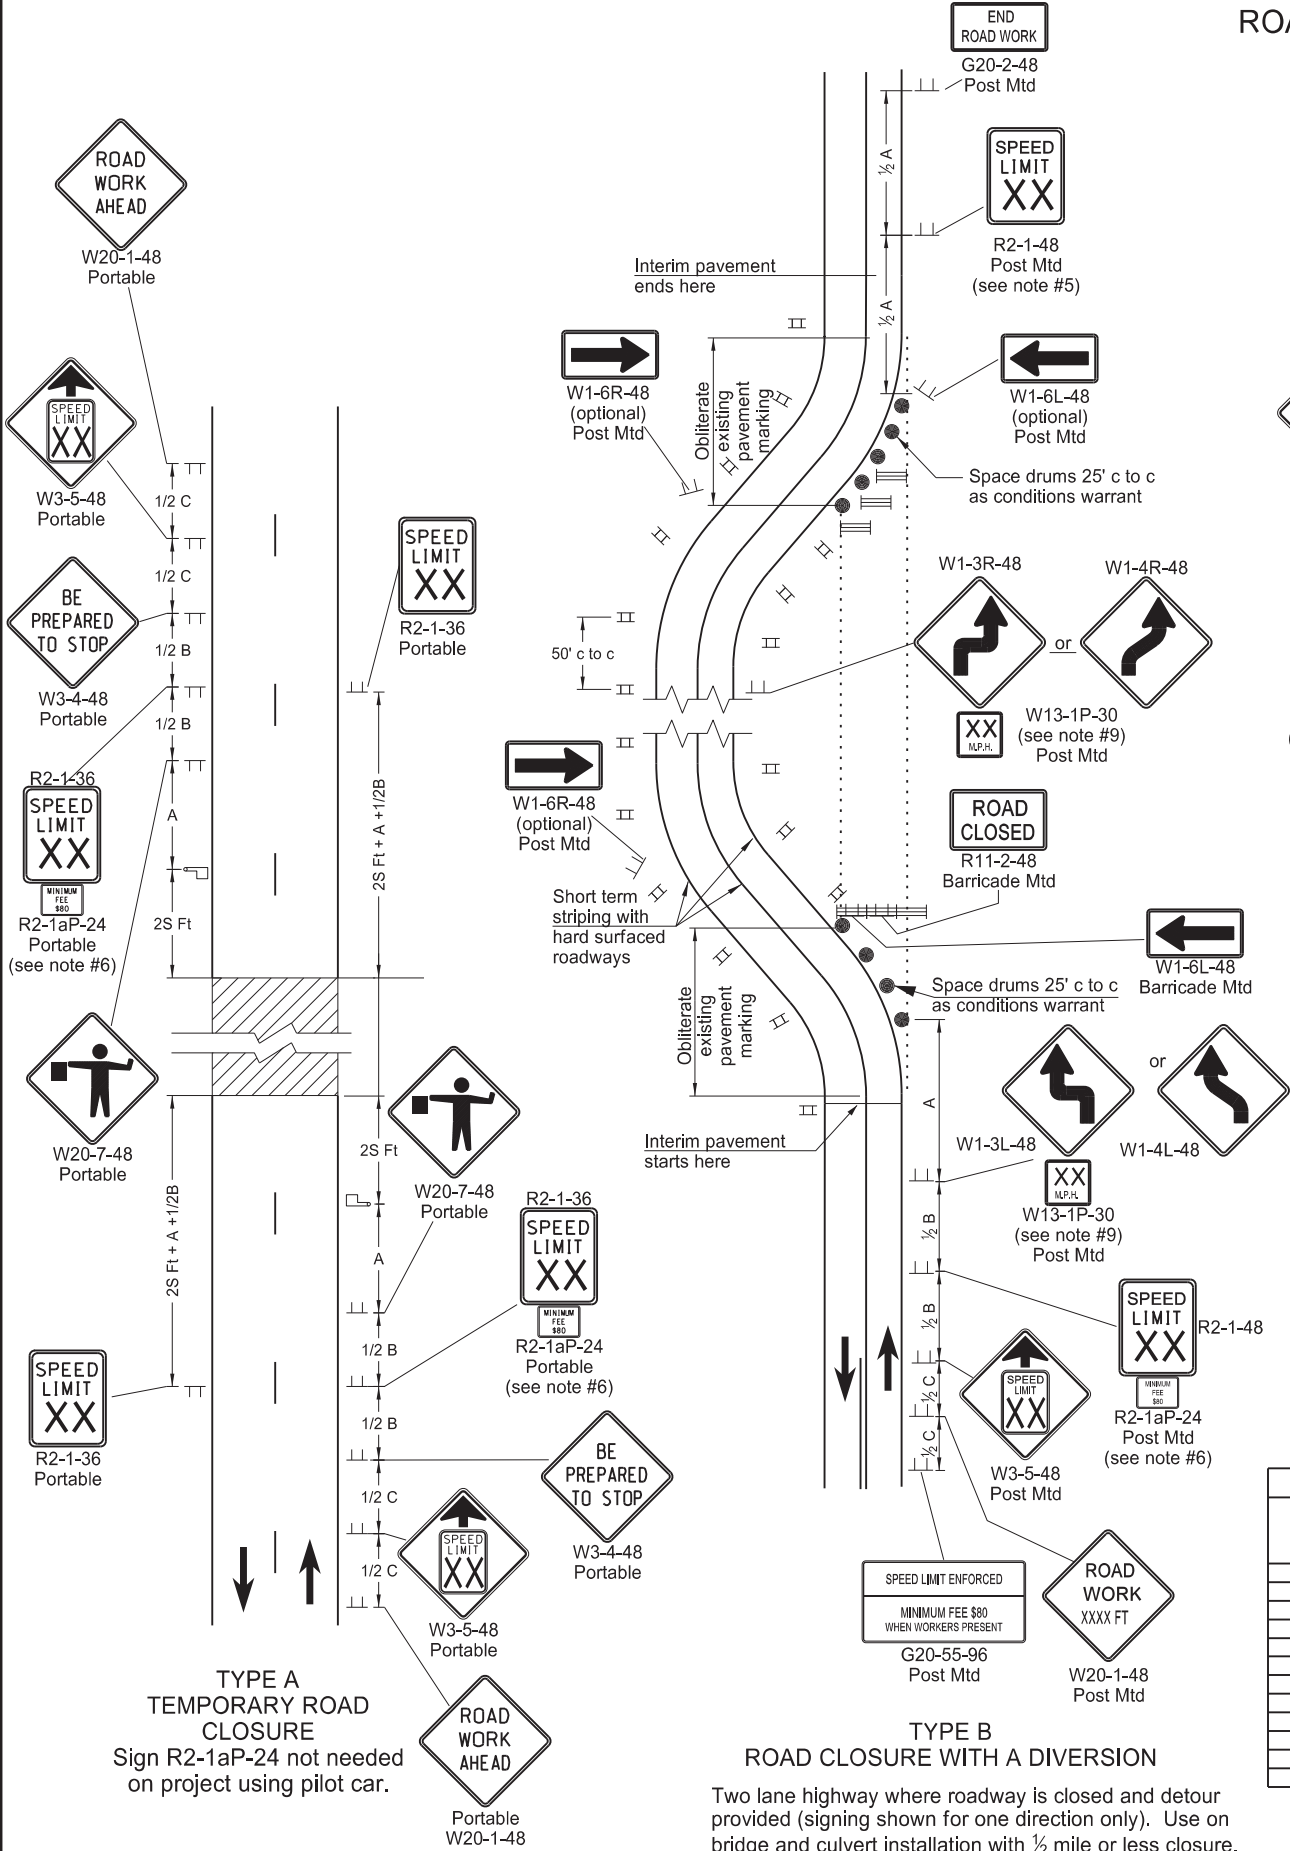 END
ROAD WORK
G20-2-48
Post Mtd
ROA
½ A
SPEED
LIMIT
XX
R2-1-48
Post Mtd
(see note #5)
½ A
Interim pavement
ends here
W1-6R-48
(optional)
Post Mtd
Obliterate
existing
pavement
marking
W1-6L-48
(optional)
Post Mtd
Space drums 25' c to c
as conditions warrant
50' c to c
W1-3R-48
or
W1-4R-48
XX
M.P.H.
W13-1P-30
(see note #9)
Post Mtd
W1-6R-48
(optional)
Post Mtd
ROAD
CLOSED
R11-2-48
Barricade Mtd
Short term
striping with
hard surfaced
roadways
W1-6L-48
Barricade Mtd
Space drums 25' c to c
as conditions warrant
Obliterate
existing
pavement
marking
Interim pavement
starts here
A
W1-3L-48
or
W1-4L-48
XX
M.P.H.
W13-1P-30
(see note #9)
Post Mtd
½ B
½ B
SPEED
LIMIT
XX
R2-1-48
MINIMUM
FEE
$80
R2-1aP-24
Post Mtd
(see note #6)
½ C
SPEED
LIMIT
XX
W3-5-48
Post Mtd
½ C
SPEED LIMIT ENFORCED
MINIMUM FEE $80
WHEN WORKERS PRESENT
G20-55-96
Post Mtd
ROAD
WORK
XXXX FT
W20-1-48
Post Mtd
TYPE B
ROAD CLOSURE WITH A DIVERSION
Two lane highway where roadway is closed and detour
provided (signing shown for one direction only). Use on
bridge and culvert installation with ½ mile or less closure.
ROAD
WORK
AHEAD
W20-1-48
Portable
SPEED
LIMIT
XX
W3-5-48
Portable
1/2 C
1/2 C
BE
PREPARED
TO STOP
W3-4-48
Portable
1/2 B
1/2 B
R2-1-36
SPEED
LIMIT
XX
MINIMUM
FEE
$80
R2-1aP-24
Portable
(see note #6)
A
2S Ft
SPEED
LIMIT
XX
R2-1-36
Portable
2S Ft + A +1/2B
W20-7-48
Portable
2S Ft + A +1/2B
SPEED
LIMIT
XX
R2-1-36
Portable
2S Ft
W20-7-48
Portable
A
R2-1-36
SPEED
LIMIT
XX
MINIMUM
FEE
$80
R2-1aP-24
Portable
(see note #6)
1/2 B
1/2 B
BE
PREPARED
TO STOP
W3-4-48
Portable
1/2 C
SPEED
LIMIT
XX
W3-5-48
Portable
1/2 C
ROAD
WORK
AHEAD
Portable
W20-1-48
TYPE A
TEMPORARY ROAD
CLOSURE
Sign R2-1aP-24 not needed
on project using pilot car.